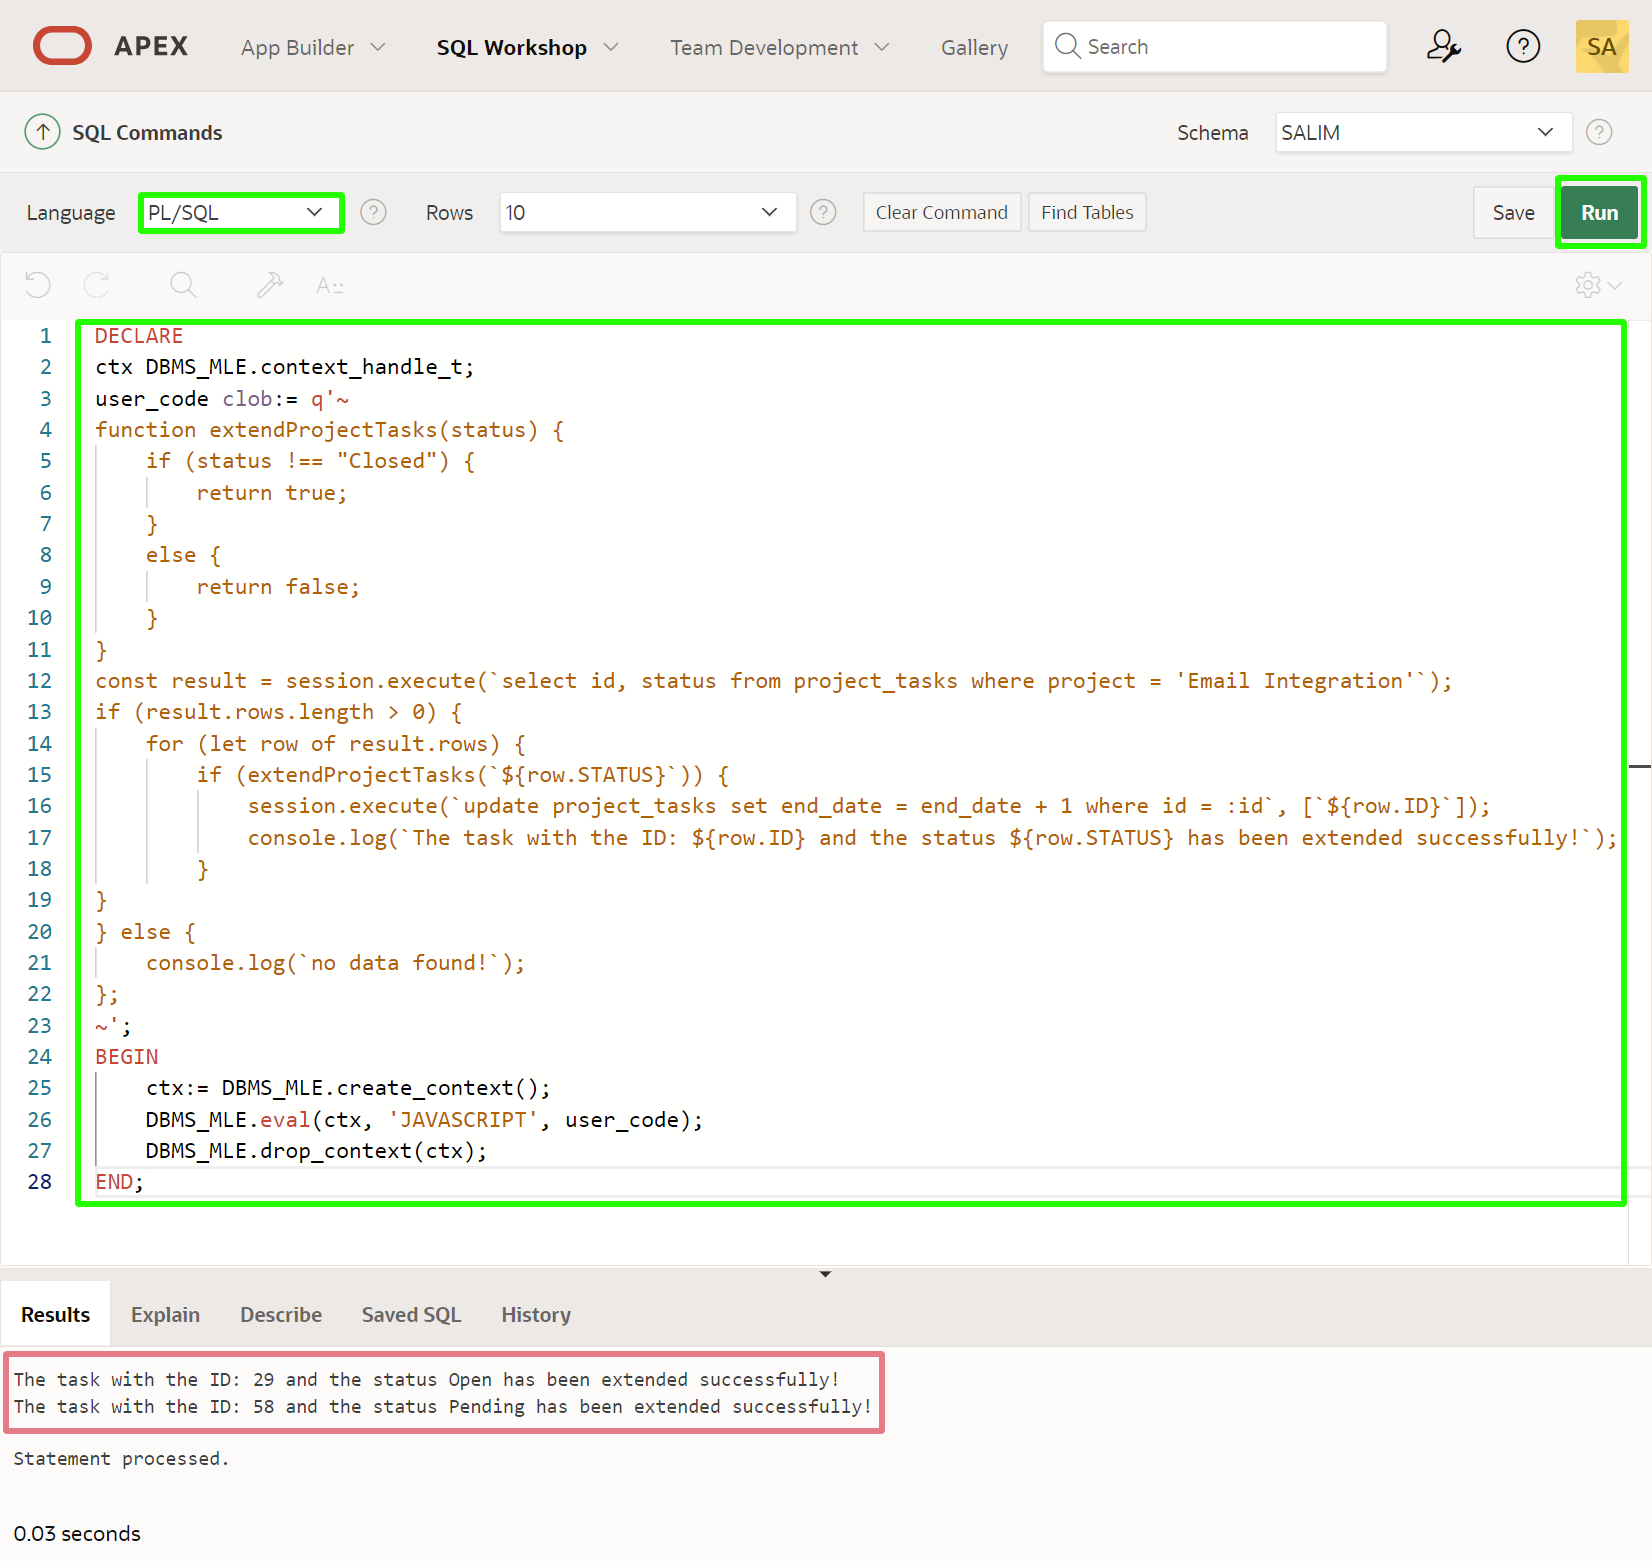 APEX App Builder SQL Workshop Team Development Gallery Search SA
SQL Commands Schema SALIM
Language PL/SQL Rows 10 Clear Command Find Tables Save Run
A
1 DECLARE
2 ctx DBMS_MLE.context_handle_t;
3 user_code clob:= q'~
4 function extendProjectTasks(status) {
5     if (status !== "Closed") {
6         return true;
7     }
8     else {
9         return false;
10     }
11 }
12 const result = session.execute(`select id, status from project_tasks where project = 'Email Integration'`);
13 if (result.rows.length > 0) {
14     for (let row of result.rows) {
15         if (extendProjectTasks(`${row.STATUS}`)) {
16             session.execute(`update project_tasks set end_date = end_date + 1 where id = :id`, [`${row.ID}`]);
17             console.log(`The task with the ID: ${row.ID} and the status ${row.STATUS} has been extended successfully!`);
18         }
19 }
20 } else {
21     console.log(`no data found!`);
22 };
23 ~';
24 BEGIN
25     ctx:= DBMS_MLE.create_context();
26     DBMS_MLE.eval(ctx, 'JAVASCRIPT', user_code);
27     DBMS_MLE.drop_context(ctx);
28 END;
Results Explain Describe Saved SQL History
The task with the ID: 29 and the status Open has been extended successfully!
The task with the ID: 58 and the status Pending has been extended successfully!
Statement processed.
0.03 seconds